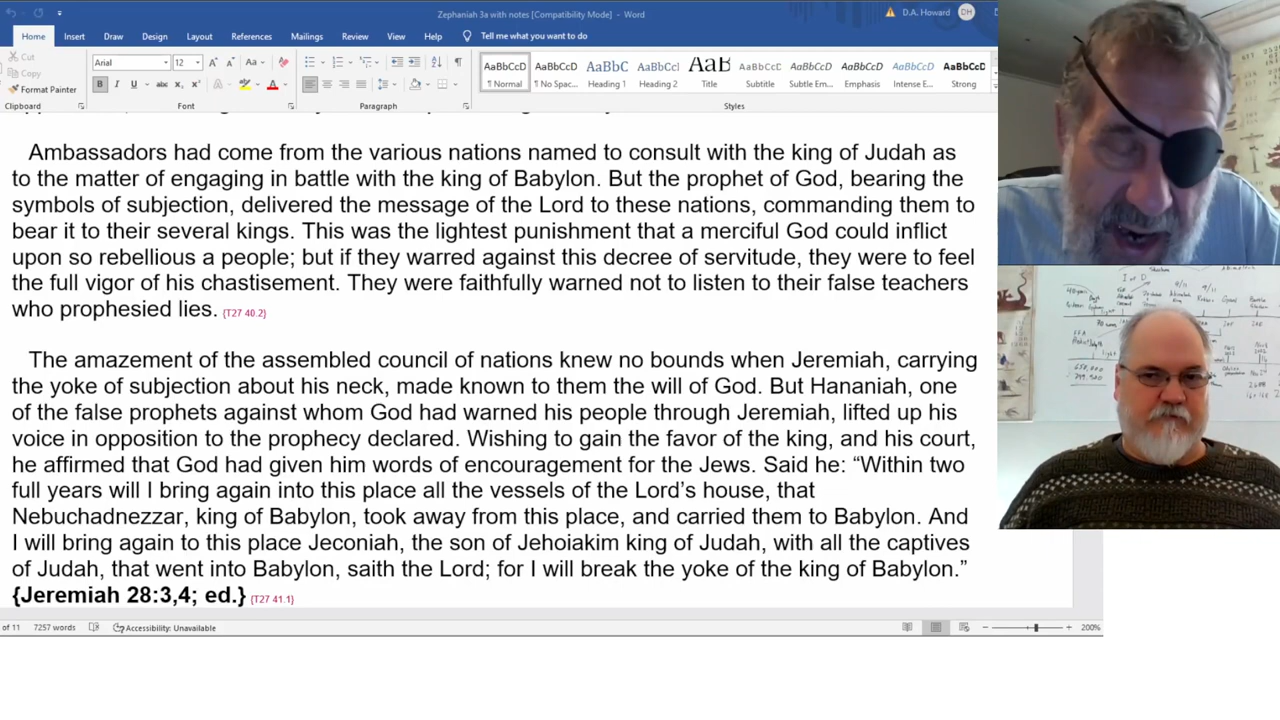 Zephaniah 3a with notes [Compatibility Mode] - Word
D.A. Howard
DH
Home Insert Draw Design Layout References Mailings Review View Help Tell me what you want to do
Cut
Copy
Format Painter
Clipboard
Arial
12
Font
Paragraph
AaBbCcD AaBbCcD AaBbC AaBbCcl AaB AaBbCcD AaBbCcD AaBbCcD AaBbCcD AaBbCcD
¶ Normal
¶ No Spac...
Heading 1
Heading 2
Title
Subtitle
Subtle Em...
Emphasis
Intense E...
Strong
Styles
Ambassadors had come from the various nations named to consult with the king of Judah as
to the matter of engaging in battle with the king of Babylon. But the prophet of God, bearing the
symbols of subjection, delivered the message of the Lord to these nations, commanding them to
bear it to their several kings. This was the lightest punishment that a merciful God could inflict
upon so rebellious a people; but if they warred against this decree of servitude, they were to feel
the full vigor of his chastisement. They were faithfully warned not to listen to their false teachers
who prophesied lies. {T27 40.2}
The amazement of the assembled council of nations knew no bounds when Jeremiah, carrying
the yoke of subjection about his neck, made known to them the will of God. But Hananiah, one
of the false prophets against whom God had warned his people through Jeremiah, lifted up his
voice in opposition to the prophecy declared. Wishing to gain the favor of the king, and his court,
he affirmed that God had given him words of encouragement for the Jews. Said he: “Within two
full years will I bring again into this place all the vessels of the Lord’s house, that
Nebuchadnezzar, king of Babylon, took away from this place, and carried them to Babylon. And
I will bring again to this place Jeconiah, the son of Jehoiakim king of Judah, with all the captives
of Judah, that went into Babylon, saith the Lord; for I will break the yoke of the king of Babylon.”
{Jeremiah 28:3,4; ed.} {T27 41.1}
of 11 7257 words Accessibility: Unavailable
200%